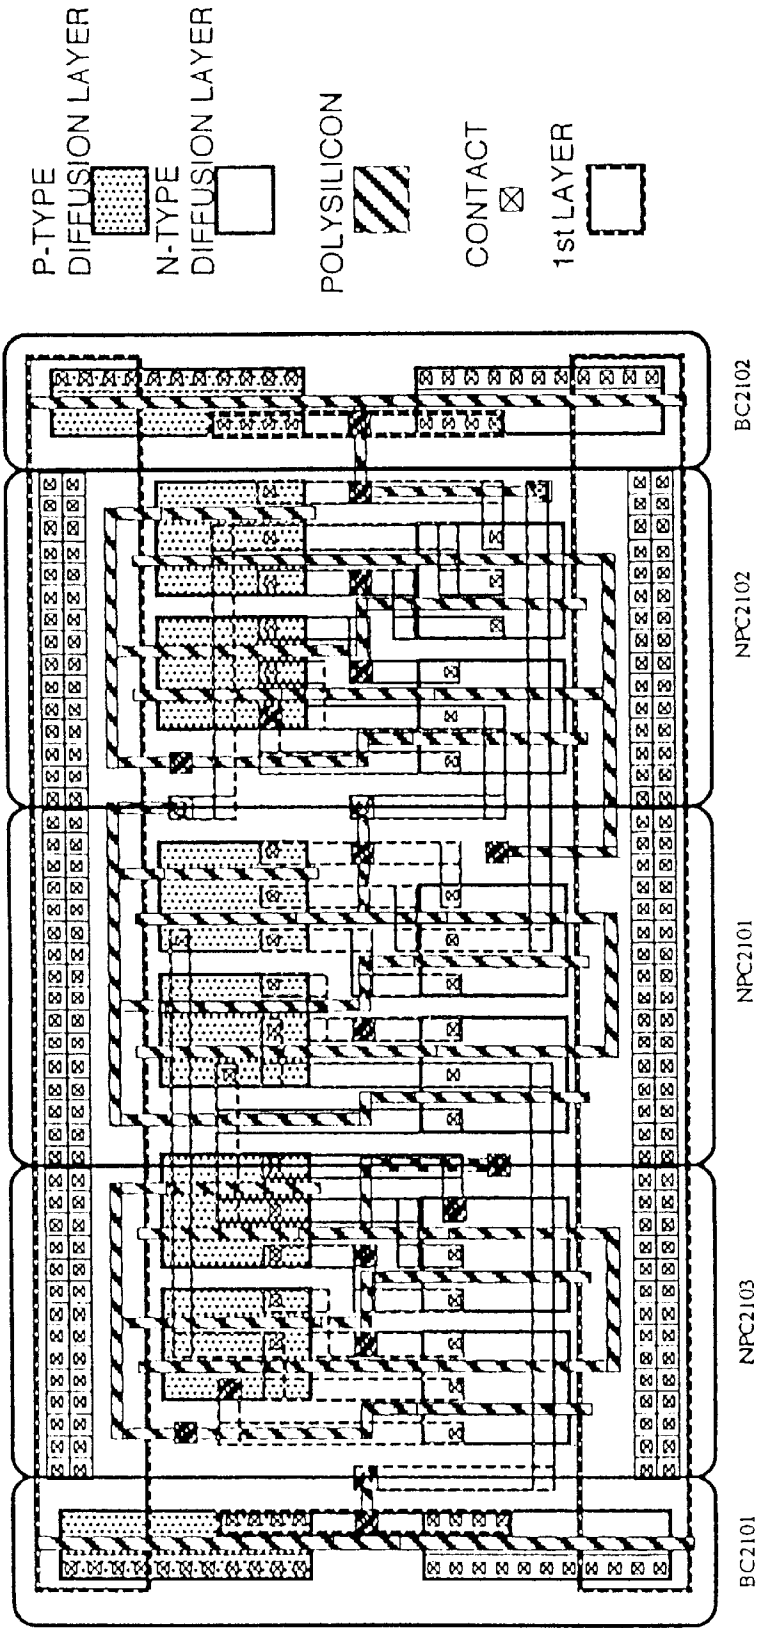 P-TYPE
DIFFUSION LAYER
N-TYPE
DIFFUSION LAYER
POLYSILICON
CONTACT
1st LAYER
BC2101
NPC2103
NPC2101
NPC2102
BC2102